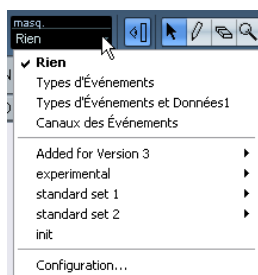 masq.
Rien
Rien
Types d'Événements
Types d'Événements et Données1
Canaux des Événements
Added for Version 3
experimental
standard set 1
standard set 2
init
Configuration...